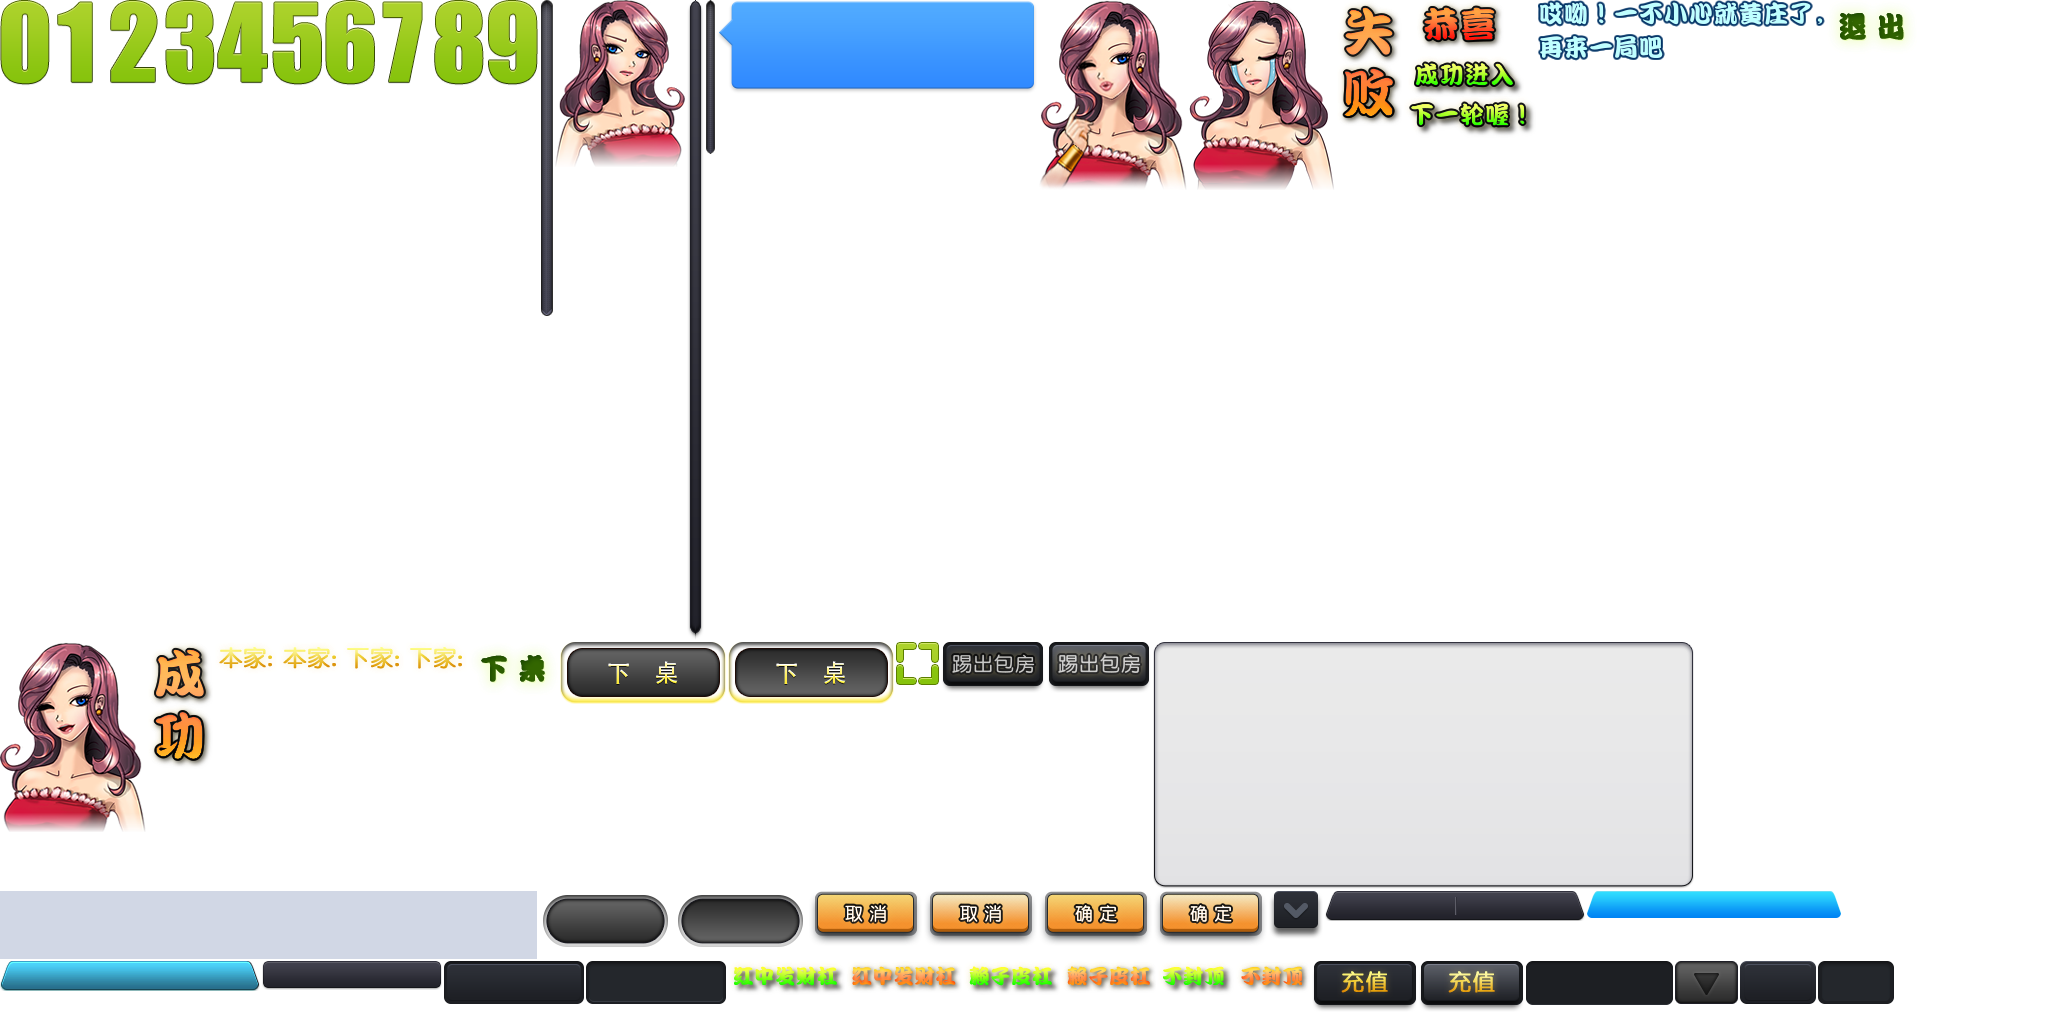 0123456789
失败
恭喜
成功进入
下一轮喔！
哎呦！一不小心就黄庄了，
再来一局吧
退 出
成功
本家: 本家: 下家: 下家:
下 桌
下 桌
下 桌
踢出包房
踢出包房
取消
取消
确定
确定
红中发财杠
红中发财杠
赖子皮杠
赖子皮杠
不封顶
不封顶
充值
充值